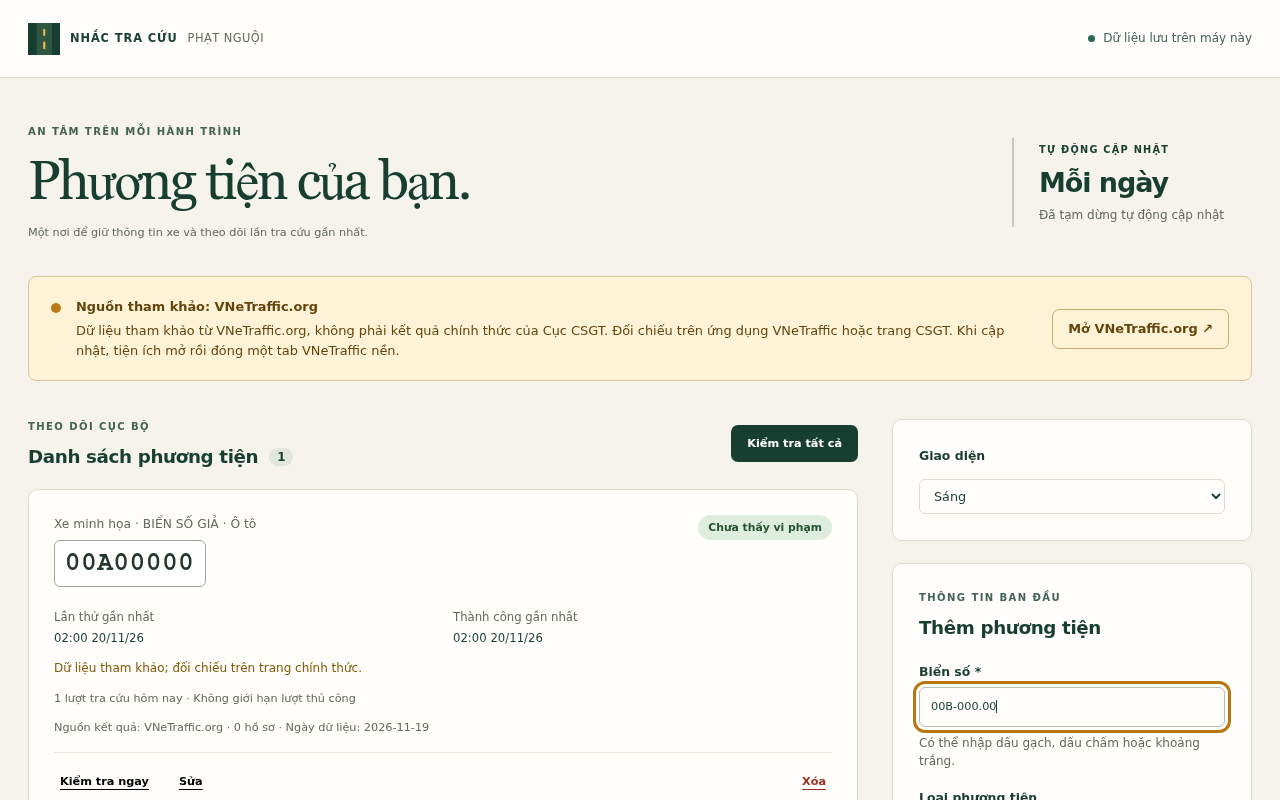 NHẮC TRA CỨU PHẠT NGUỘI
Dữ liệu lưu trên máy này
AN TÂM TRÊN MỖI HÀNH TRÌNH
Phương tiện của bạn.
Một nơi để giữ thông tin xe và theo dõi lần tra cứu gần nhất.
TỰ ĐỘNG CẬP NHẬT
Mỗi ngày
Đã tạm dừng tự động cập nhật
Nguồn tham khảo: VNeTraffic.org
Dữ liệu tham khảo từ VNeTraffic.org, không phải kết quả chính thức của Cục CSGT. Đối chiếu trên ứng dụng VNeTraffic hoặc trang CSGT. Khi cập
nhật, tiện ích mở rồi đóng một tab VNeTraffic nền.
Mở VNeTraffic.org ↗
THEO DÕI CỤC BỘ
Danh sách phương tiện 1
Kiểm tra tất cả
Xe minh họa · BIỂN SỐ GIẢ · Ô tô
Chưa thấy vi phạm
00A00000
Lần thử gần nhất
02:00 20/11/26
Thành công gần nhất
02:00 20/11/26
Dữ liệu tham khảo; đối chiếu trên trang chính thức.
1 lượt tra cứu hôm nay · Không giới hạn lượt thủ công
Nguồn kết quả: VNeTraffic.org · 0 hồ sơ · Ngày dữ liệu: 2026-11-19
Kiểm tra ngay
Sửa
Xóa
Giao diện
Sáng
THÔNG TIN BAN ĐẦU
Thêm phương tiện
Biển số *
00B-000.00
Có thể nhập dấu gạch, dấu chấm hoặc khoảng
trắng.
Loại phương tiện